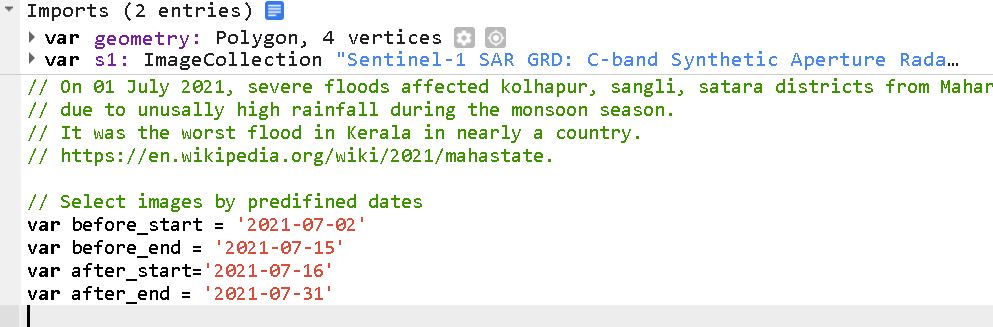 Imports (2 entries)
var geometry: Polygon, 4 vertices
var s1: ImageCollection "Sentinel-1 SAR GRD: C-band Synthetic Aperture Rada…
// On 01 July 2021, severe floods affected kolhapur, sangli, satara districts from Mahar
// due to unusally high rainfall during the monsoon season.
// It was the worst flood in Kerala in nearly a country.
// https://en.wikipedia.org/wiki/2021/mahastate.
// Select images by predifined dates
var before_start = '2021-07-02'
var before_end = '2021-07-15'
var after_start='2021-07-16'
var after_end = '2021-07-31'